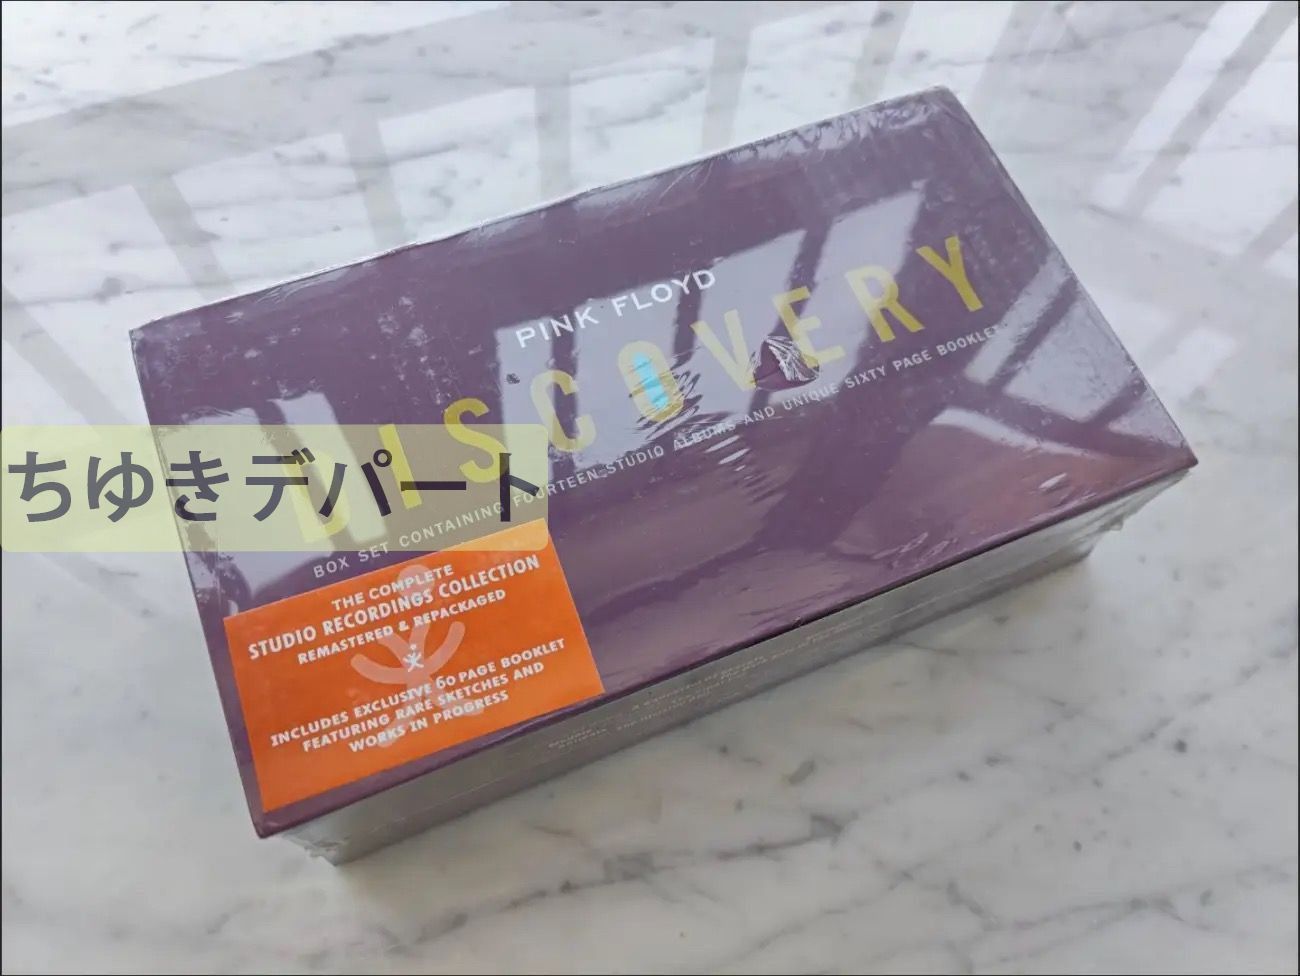 PINK FLOYD
DISCOVERY
BOX SET CONTAINING FOURTEEN STUDIO ALBUMS AND UNIQUE SIXTY PAGE BOOKLET
ちゆきデパート
THE COMPLETE
STUDIO RECORDINGS COLLECTION
REMASTERED & REPACKAGED
INCLUDES EXCLUSIVE 60 PAGE BOOKLET
FEATURING RARE SKETCHES AND
WORKS IN PROGRESS